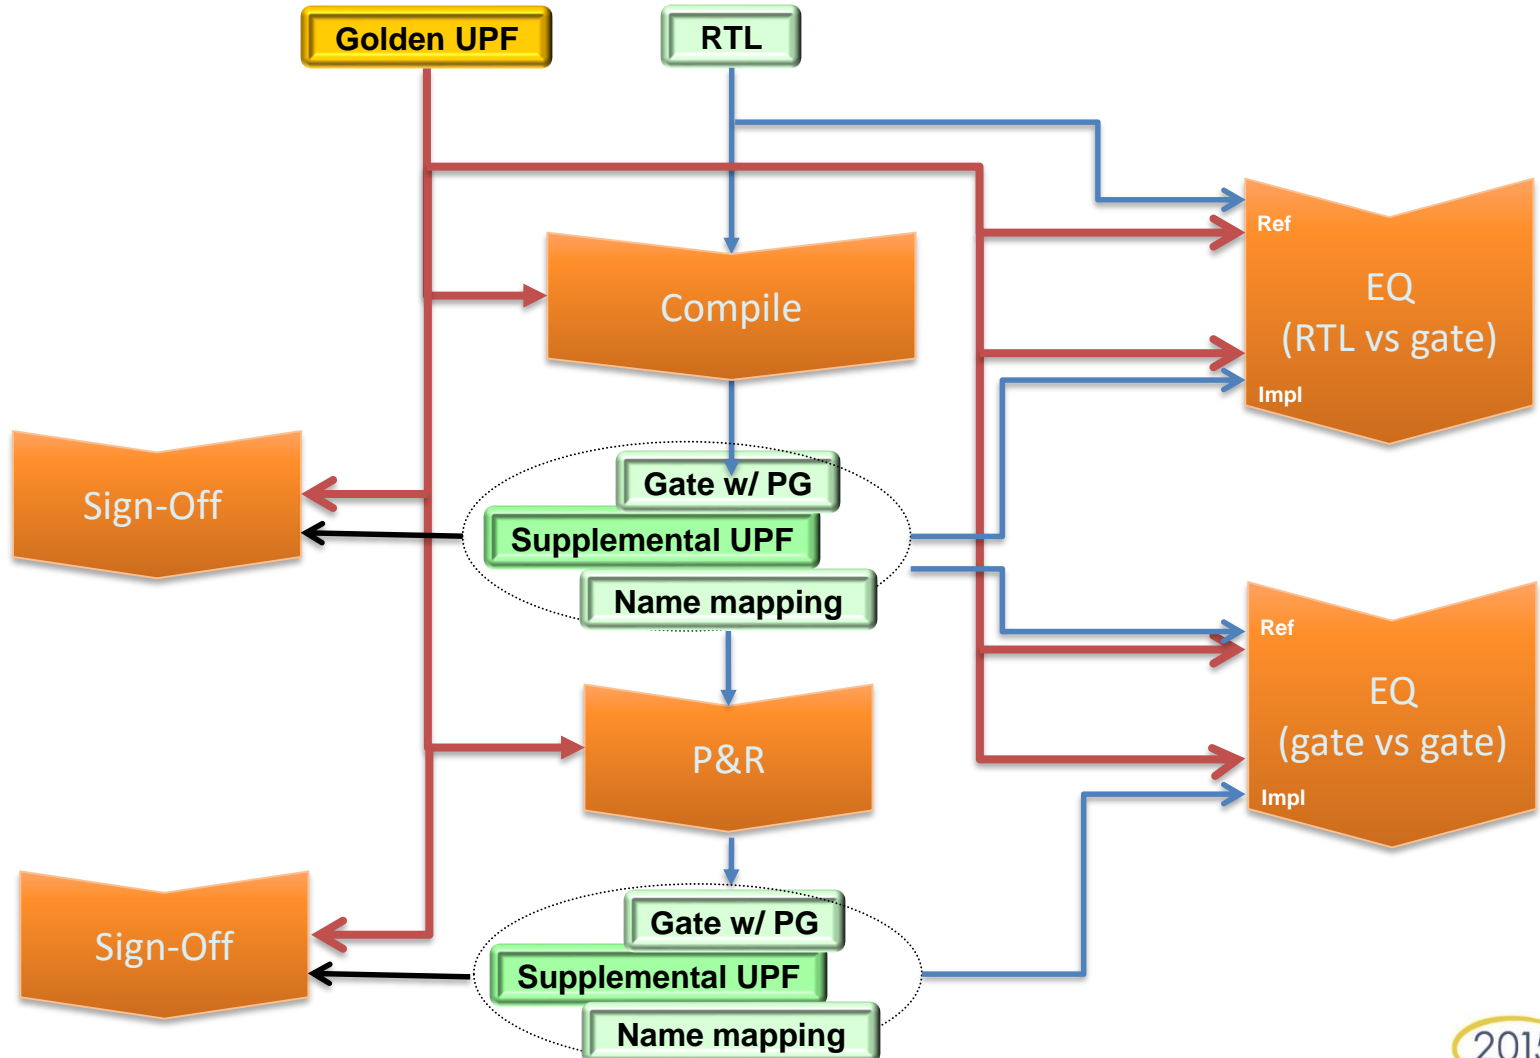 Golden UPF
RTL
Ref
Compile
EQ
(RTL vs gate)
Impl
Sign-Off
Gate w/ PG
Supplemental UPF
Name mapping
Ref
P&R
EQ
(gate vs gate)
Impl
Sign-Off
Gate w/ PG
Supplemental UPF
Name mapping